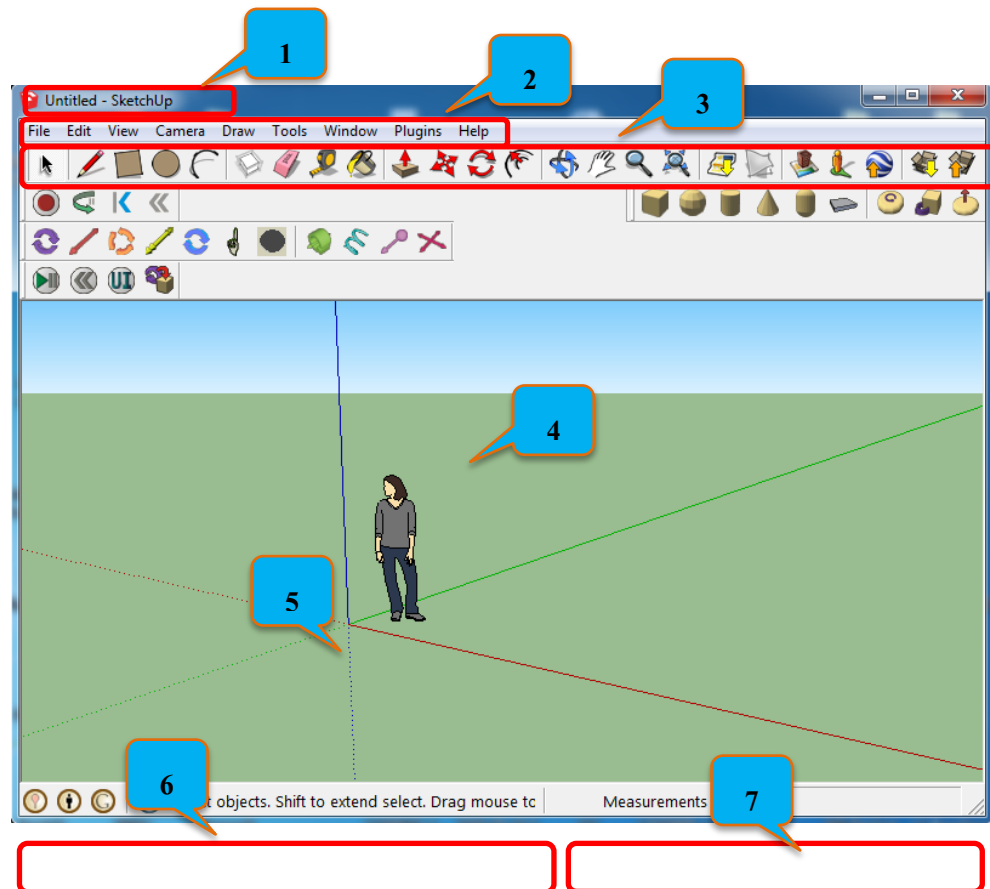 1
2
3
Untitled - SketchUp
File Edit View Camera Draw Tools Window Plugins Help
UI
4
5
6
7
G
t objects. Shift to extend select. Drag mouse to
Measurements